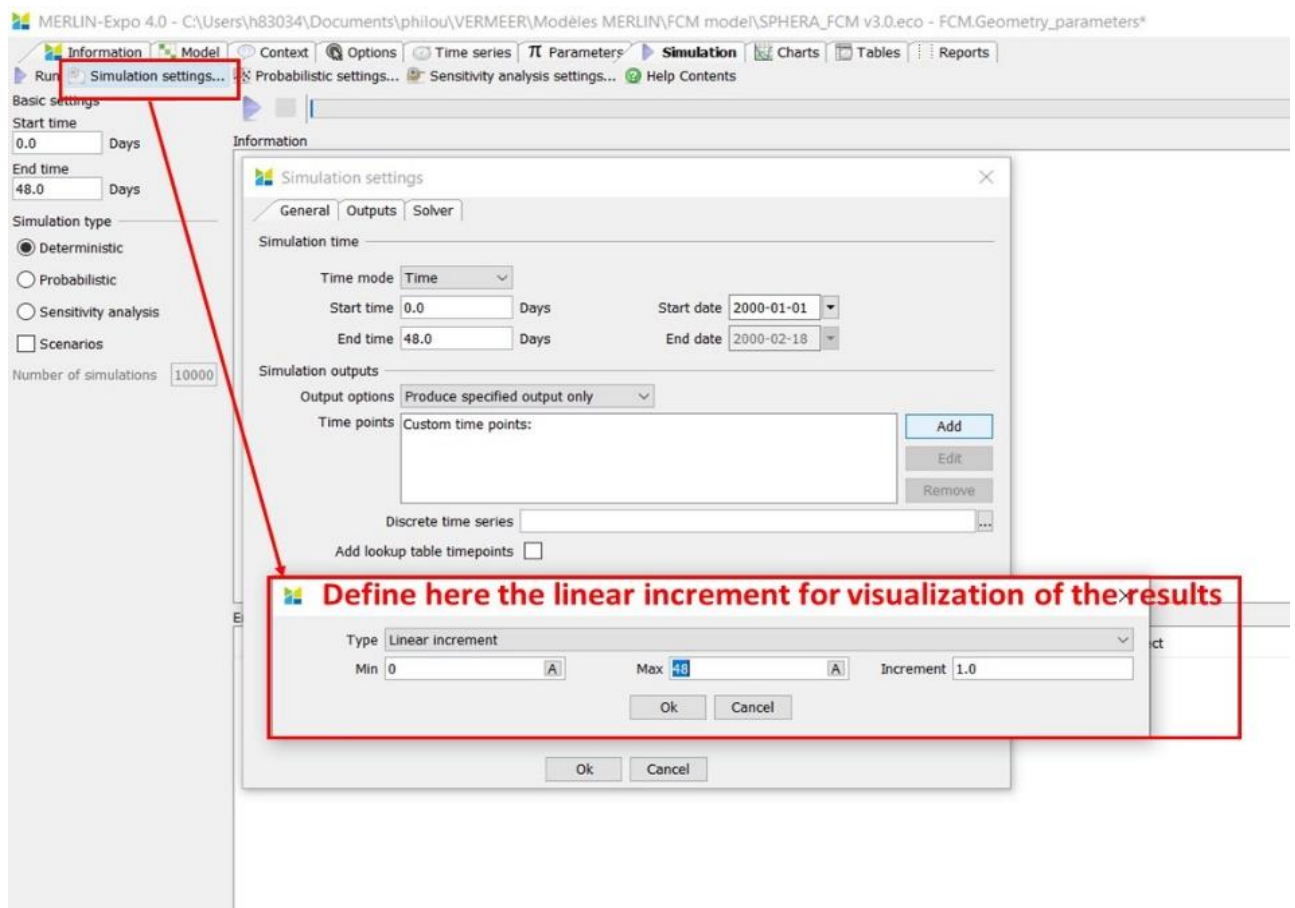 MERLIN-Expo 4.0 - C:\Users\h83034\Documents\philou\VERMEER\Modèles MERLIN\FCM model\SPHERA_FCM v3.0.eco - FCM.Geometry_parameters*
Information Model Context Options Time series π Parameters Simulation Charts Tables Reports
Run Simulation settings... Probabilistic settings... Sensitivity analysis settings... Help Contents
Basic settings
Start time
0.0 Days
End time
48.0 Days
Simulation type
Deterministic
Probabilistic
Sensitivity analysis
Scenarios
Number of simulations 10000
Information
Simulation settings
General Outputs Solver
Simulation time
Time mode Time
Start time 0.0 Days Start date 2000-01-01
End time 48.0 Days End date 2000-02-18
Simulation outputs
Output options Produce specified output only
Time points Custom time points:
Add
Edit
Remove
Discrete time series ...
Add lookup table timepoints
Define here the linear increment for visualization of the results
Type Linear increment
Min 0 A Max 48 A Increment 1.0
Ok Cancel
Ok Cancel